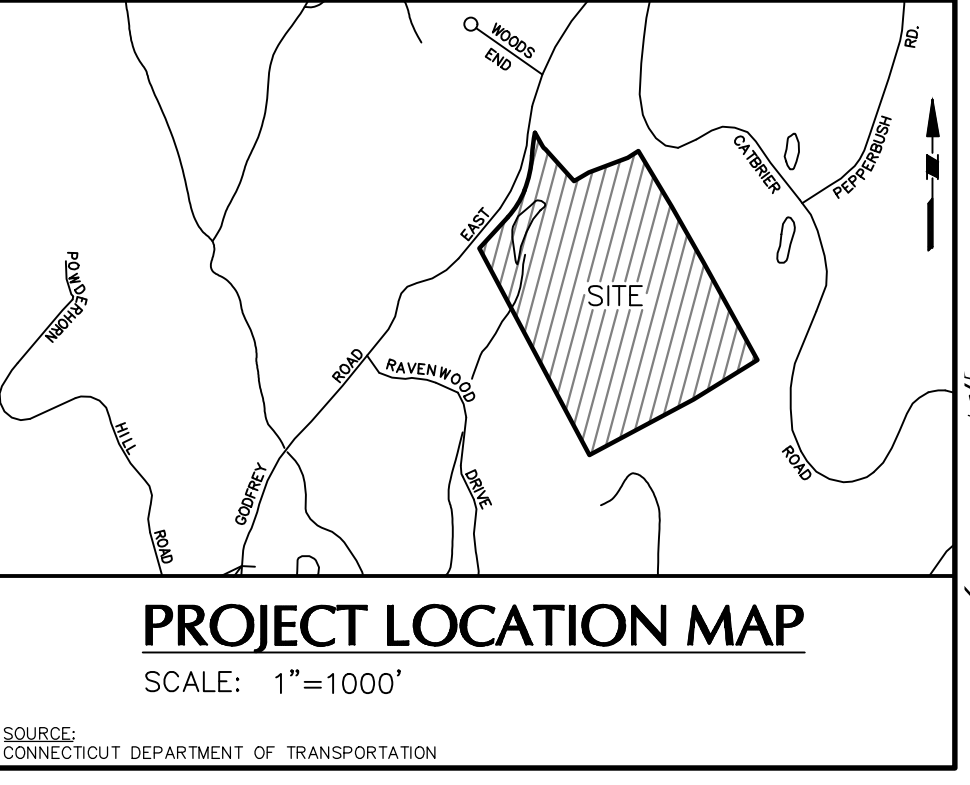 WOODS
END
RD.
PEPPERBUSH
CATBRIER
ROAD
EAST
ROAD
GODFREY
RAVENWOOD
DRIVE
SITE
POWDERHORN
HILL
ROAD
N
PROJECT LOCATION MAP
SCALE: 1"=1000'
SOURCE:
CONNECTICUT DEPARTMENT OF TRANSPORTATION